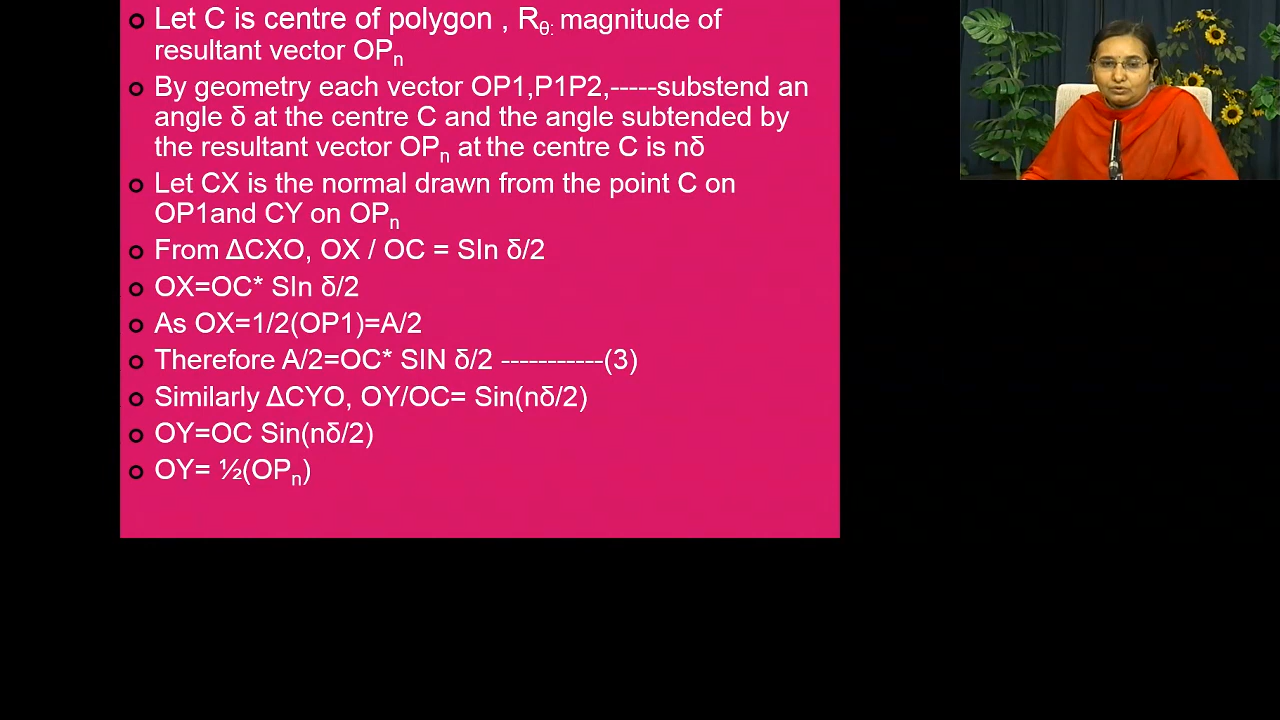 Let C is centre of polygon , Rθ: magnitude of
resultant vector OPn
By geometry each vector OP1,P1P2,-----substend an
angle δ at the centre C and the angle subtended by
the resultant vector OPn at the centre C is nδ
Let CX is the normal drawn from the point C on
OP1and CY on OPn
From ΔCXO, OX / OC = SIn δ/2
OX=OC* SIn δ/2
As OX=1/2(OP1)=A/2
Therefore A/2=OC* SIN δ/2 -----------(3)
Similarly ΔCYO, OY/OC= Sin(nδ/2)
OY=OC Sin(nδ/2)
OY= ½(OPn)